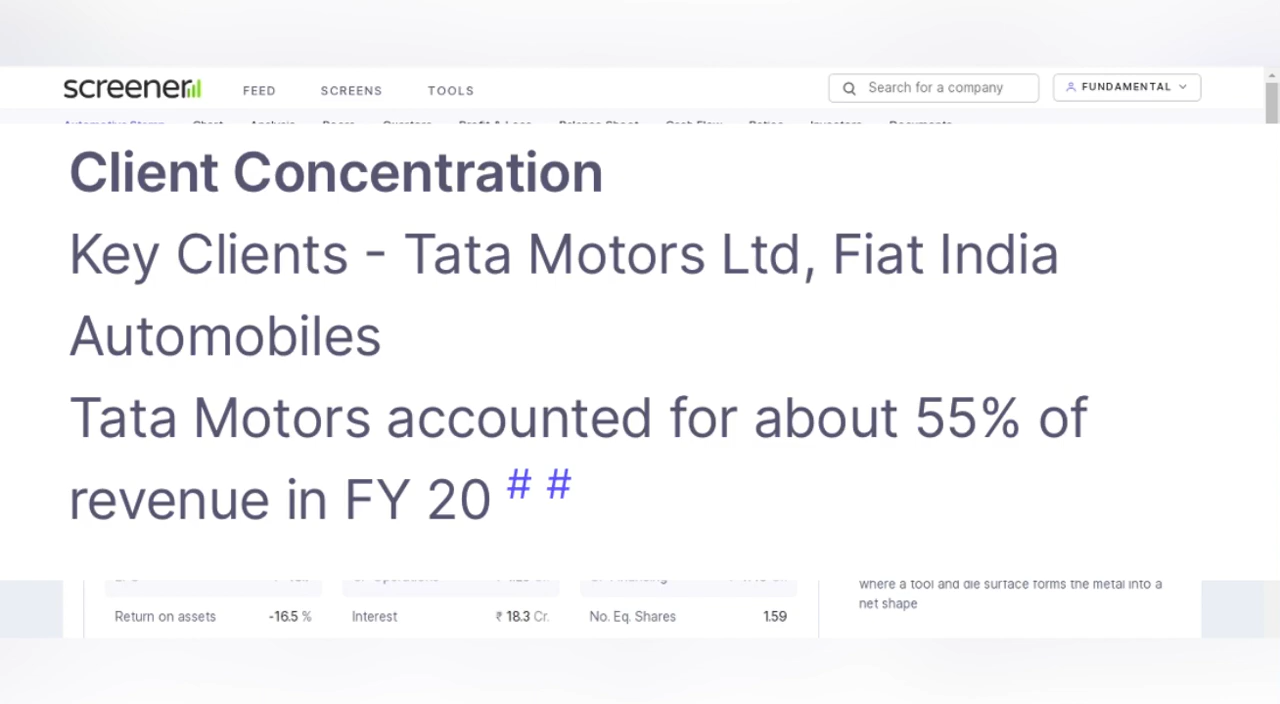 screener FEED SCREENS TOOLS Search for a company FUNDAMENTAL
Client Concentration
Key Clients - Tata Motors Ltd, Fiat India
Automobiles
Tata Motors accounted for about 55% of
revenue in FY 20 # #
where a tool and die surface forms the metal into a
net shape
Return on assets -16.5 % Interest ₹ 18.3 Cr. No. Eq. Shares 1.59